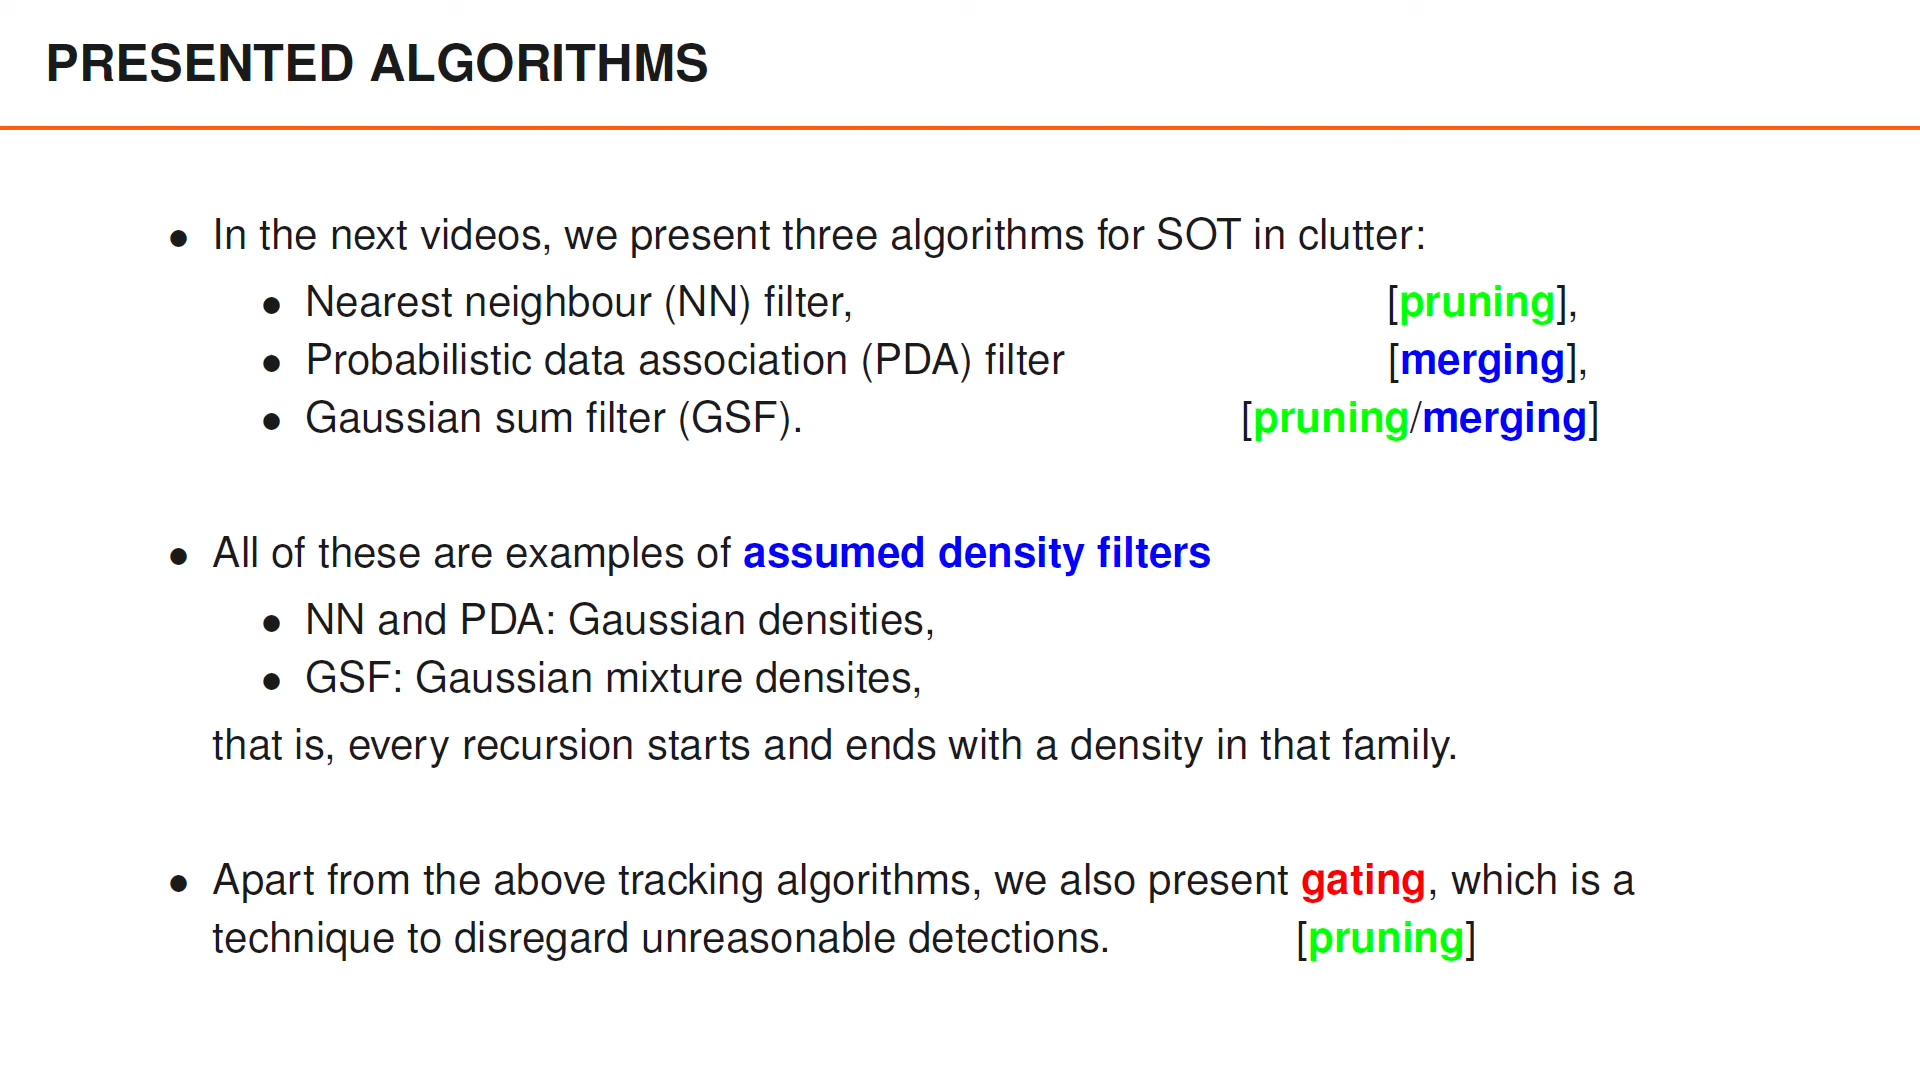 PRESENTED ALGORITHMS
• In the next videos, we present three algorithms for SOT in clutter:
• Nearest neighbour (NN) filter, [pruning],
• Probabilistic data association (PDA) filter [merging],
• Gaussian sum filter (GSF). [pruning/merging]
• All of these are examples of assumed density filters
• NN and PDA: Gaussian densities,
• GSF: Gaussian mixture densites,
that is, every recursion starts and ends with a density in that family.
• Apart from the above tracking algorithms, we also present gating, which is a
technique to disregard unreasonable detections. [pruning]